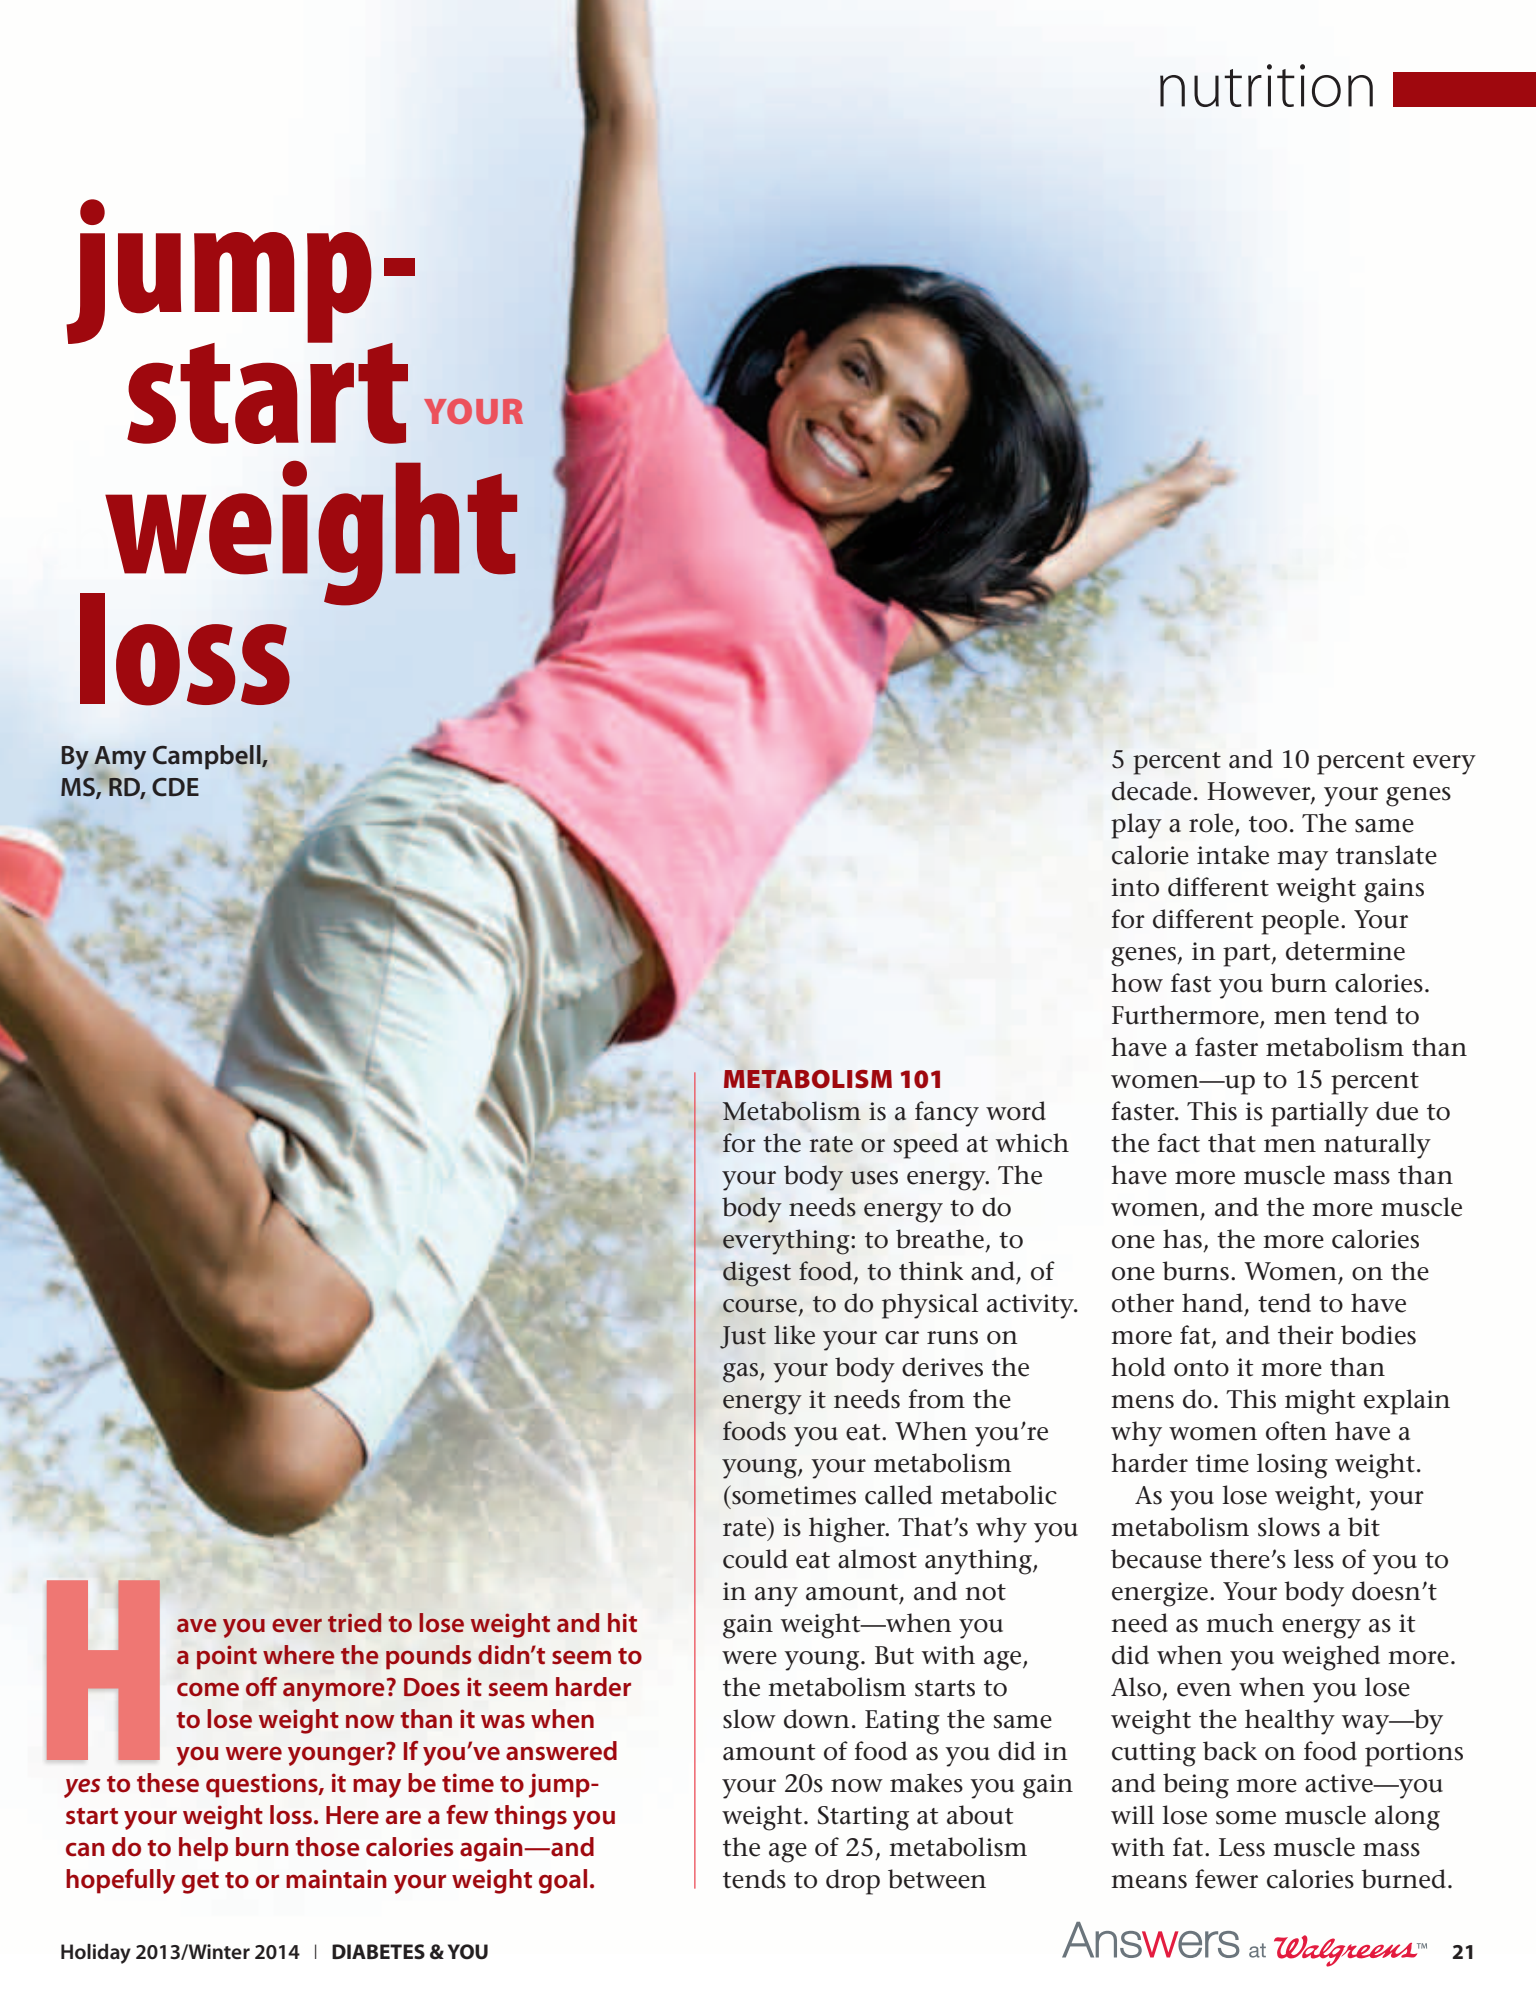 nutrition
jump-
start YOUR
weight
loss
By Amy Campbell,
MS, RD, CDE
Have you ever tried to lose weight and hit
a point where the pounds didn't seem to
come off anymore? Does it seem harder
to lose weight now than it was when
you were younger? If you've answered
yes to these questions, it may be time to jump-
start your weight loss. Here are a few things you
can do to help burn those calories again—and
hopefully get to or maintain your weight goal.
METABOLISM 101
Metabolism is a fancy word
for the rate or speed at which
your body uses energy. The
body needs energy to do
everything: to breathe, to
digest food, to think and, of
course, to do physical activity.
Just like your car runs on
gas, your body derives the
energy it needs from the
foods you eat. When you're
young, your metabolism
(sometimes called metabolic
rate) is higher. That's why you
could eat almost anything,
in any amount, and not
gain weight—when you
were young. But with age,
the metabolism starts to
slow down. Eating the same
amount of food as you did in
your 20s now makes you gain
weight. Starting at about
the age of 25, metabolism
tends to drop between
5 percent and 10 percent every
decade. However, your genes
play a role, too. The same
calorie intake may translate
into different weight gains
for different people. Your
genes, in part, determine
how fast you burn calories.
Furthermore, men tend to
have a faster metabolism than
women—up to 15 percent
faster. This is partially due to
the fact that men naturally
have more muscle mass than
women, and the more muscle
one has, the more calories
one burns. Women, on the
other hand, tend to have
more fat, and their bodies
hold onto it more than
mens do. This might explain
why women often have a
harder time losing weight.
As you lose weight, your
metabolism slows a bit
because there's less of you to
energize. Your body doesn't
need as much energy as it
did when you weighed more.
Also, even when you lose
weight the healthy way—by
cutting back on food portions
and being more active—you
will lose some muscle along
with fat. Less muscle mass
means fewer calories burned.
Holiday 2013/Winter 2014 | DIABETES & YOU
Answers at Walgreens™ 21